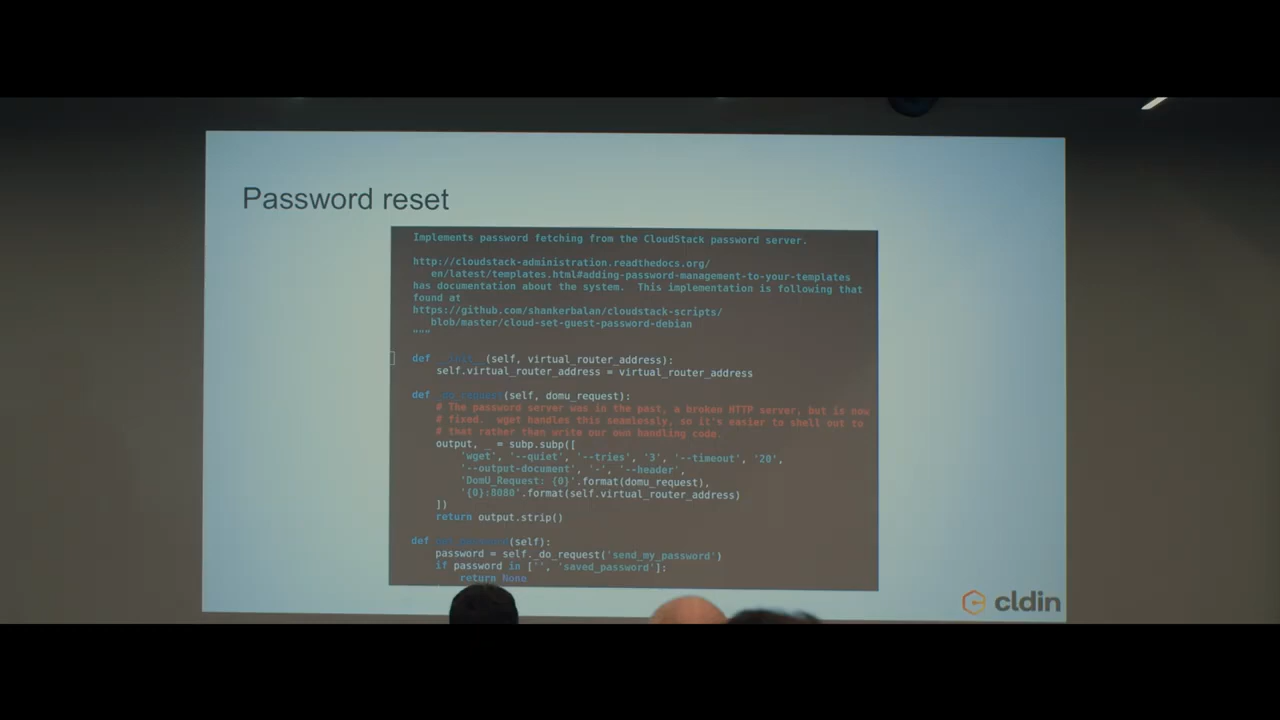 Password reset
Implements password fetching from the CloudStack password server.
http://cloudstack-administration.readthedocs.org/
en/latest/templates.html#adding-password-management-to-your-templates
has documentation about the system.  This implementation is following that
found at
https://github.com/shankerbalan/cloudstack-scripts/
blob/master/cloud-set-guest-password-debian
"""
def __init__(self, virtual_router_address):
self.virtual_router_address = virtual_router_address
def _do_request(self, domu_request):
# The password server was in the past, a broken HTTP server, but is now
# fixed.  wget handles this seamlessly, so it's easier to shell out to
# that rather than write our own handling code.
output, _ = subp.subp([
'wget', '--quiet', '--tries', '3', '--timeout', '20',
'--output-document', '-', '--header',
'DomU_Request: {0}'.format(domu_request),
'{0}:8080'.format(self.virtual_router_address)
])
return output.strip()
def get_password(self):
password = self._do_request('send_my_password')
if password in ['', 'saved_password']:
return None
cldin